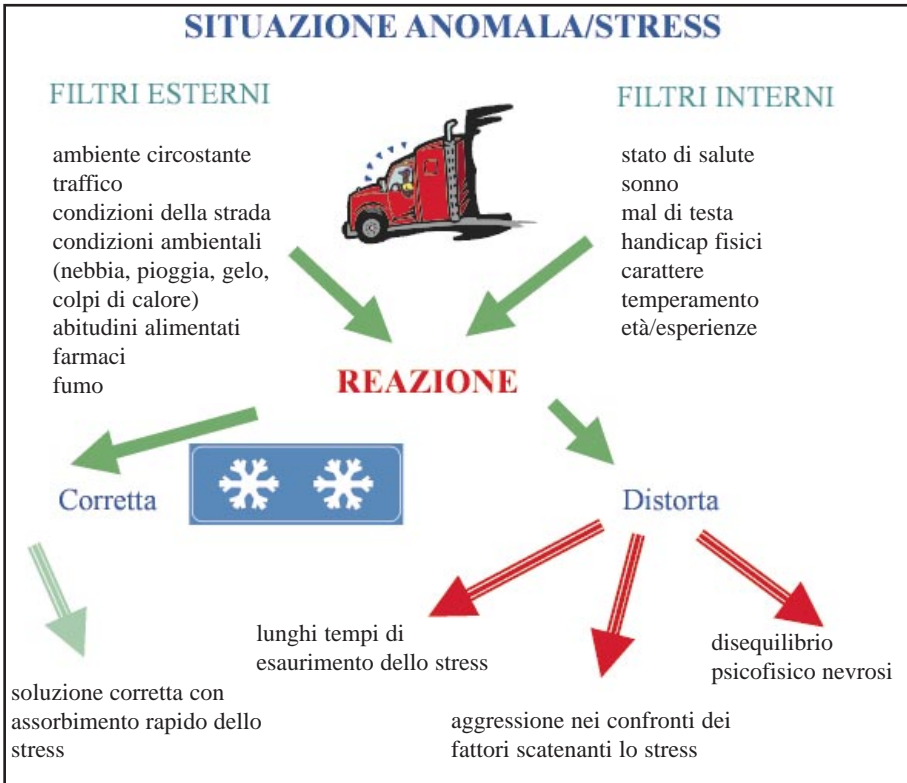 SITUAZIONE ANOMALA/STRESS
FILTRI ESTERNI
ambiente circostante
traffico
condizioni della strada
condizioni ambientali
(nebbia, pioggia, gelo,
colpi di calore)
abitudini alimentati
farmaci
fumo
FILTRI INTERNI
stato di salute
sonno
mal di testa
handicap fisici
carattere
temperamento
età/esperienze
REAZIONE
Corretta
Distorta
soluzione corretta con
assorbimento rapido dello
stress
lunghi tempi di
esaurimento dello stress
aggressione nei confronti dei
fattori scatenanti lo stress
disequilibrio
psicofisico nevrosi